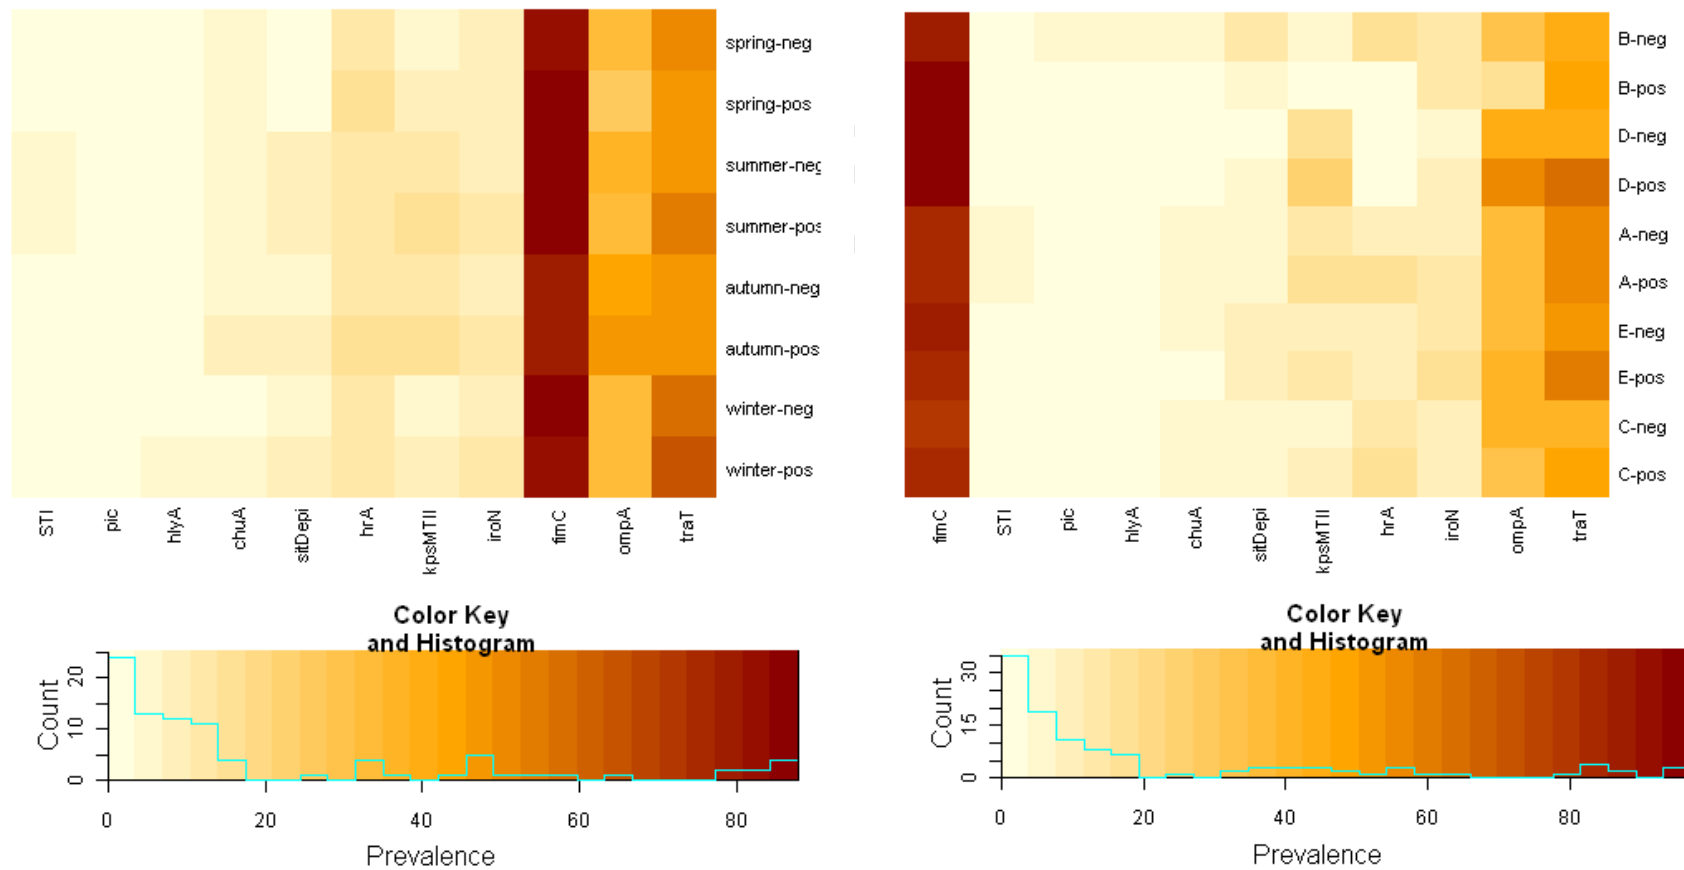 spring-neg
spring-pos
summer-neg
summer-pos
autumn-neg
autumn-pos
winter-neg
winter-pos
STI pic hlyA chuA sitDepi hrA kpsMTII iroN fimC ompA traT
Color Key
and Histogram
Count
0 10 20
0 20 40 60 80
Prevalence
B-neg
B-pos
D-neg
D-pos
A-neg
A-pos
E-neg
E-pos
C-neg
C-pos
fimC STI pic hlyA chuA sitDepi kpsMTII hrA iroN ompA traT
Color Key
and Histogram
Count
0 15 30
0 20 40 60 80
Prevalence